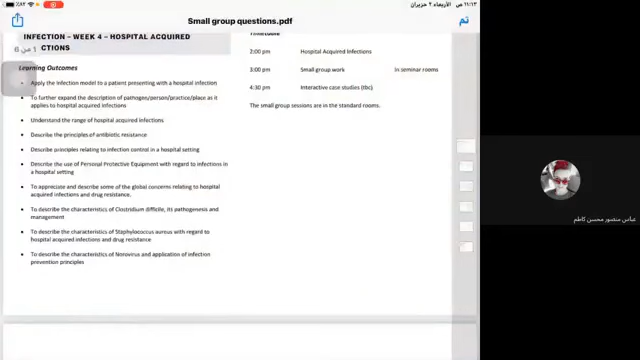 ١١:١٣ ص الأربعاء ٢ حزيران
٨٢٪
Small group questions.pdf
تم
INFECTION – WEEK 4 – HOSPITAL ACQUIRED
CTIONS
١ من 6
Learning Outcomes
• Apply the infection model to a patient presenting with a hospital infection
• To further expand the description of pathogen/person/practice/place as it
applies to hospital acquired infections
• Understand the range of hospital acquired infections
• Describe the principles of antibiotic resistance
• Describe principles relating to infection control in a hospital setting
• Describe the use of Personal Protective Equipment with regard to infections in
a hospital setting
• To appreciate and describe some of the global concerns relating to hospital
acquired infections and drug resistance.
• To describe the characteristics of Clostridium difficile, its pathogenesis and
management
• To describe the characteristics of Staphylococcus aureus with regard to
hospital acquired infections and drug resistance
• To describe the characteristics of Norovirus and application of infection
prevention principles
Timetable
2:00 pm Hospital Acquired Infections
3:00 pm Small group work In seminar rooms
4:30 pm Interactive case studies (tbc)
The small group sessions are in the standard rooms.
عباس منصور محسن كاظم